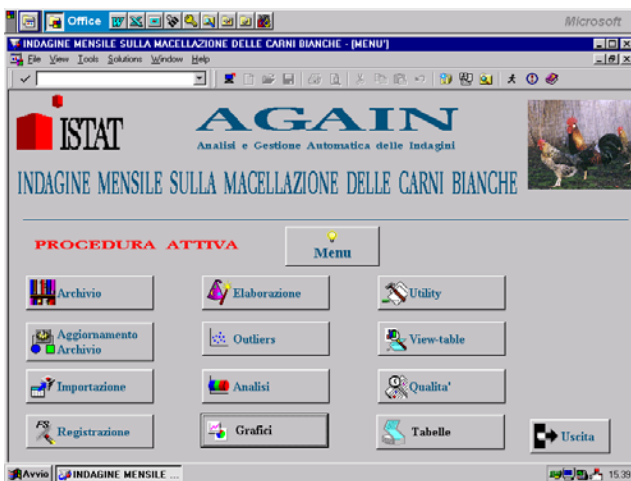 Office
Microsoft
INDAGINE MENSILE SULLA MACELLAZIONE DELLE CARNI BIANCHE - [MENU']
File View Tools Solutions Window Help
ISTAT
AGAIN
Analisi e Gestione Automatica delle Indagini
INDAGINE MENSILE SULLA MACELLAZIONE DELLE CARNI BIANCHE
PROCEDURA ATTIVA
Menu
Archivio
Elaborazione
Utility
Aggiornamento
Archivio
Outliers
View-table
Importazione
Analisi
Qualita'
FS
Registrazione
Grafici
Tabelle
Uscita
Avvio
INDAGINE MENSILE ...
15.39